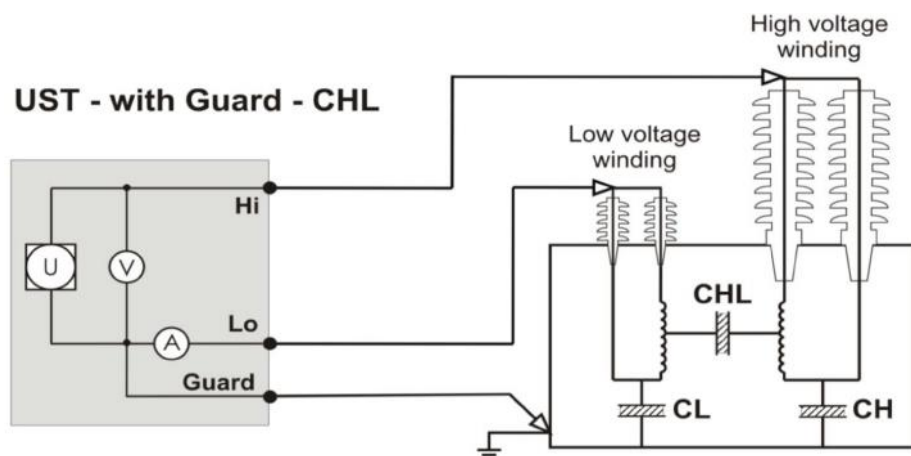 High voltage
winding
UST - with Guard - CHL
Low voltage
winding
Hi
U
V
CHL
Lo
A
Guard
CL
CH